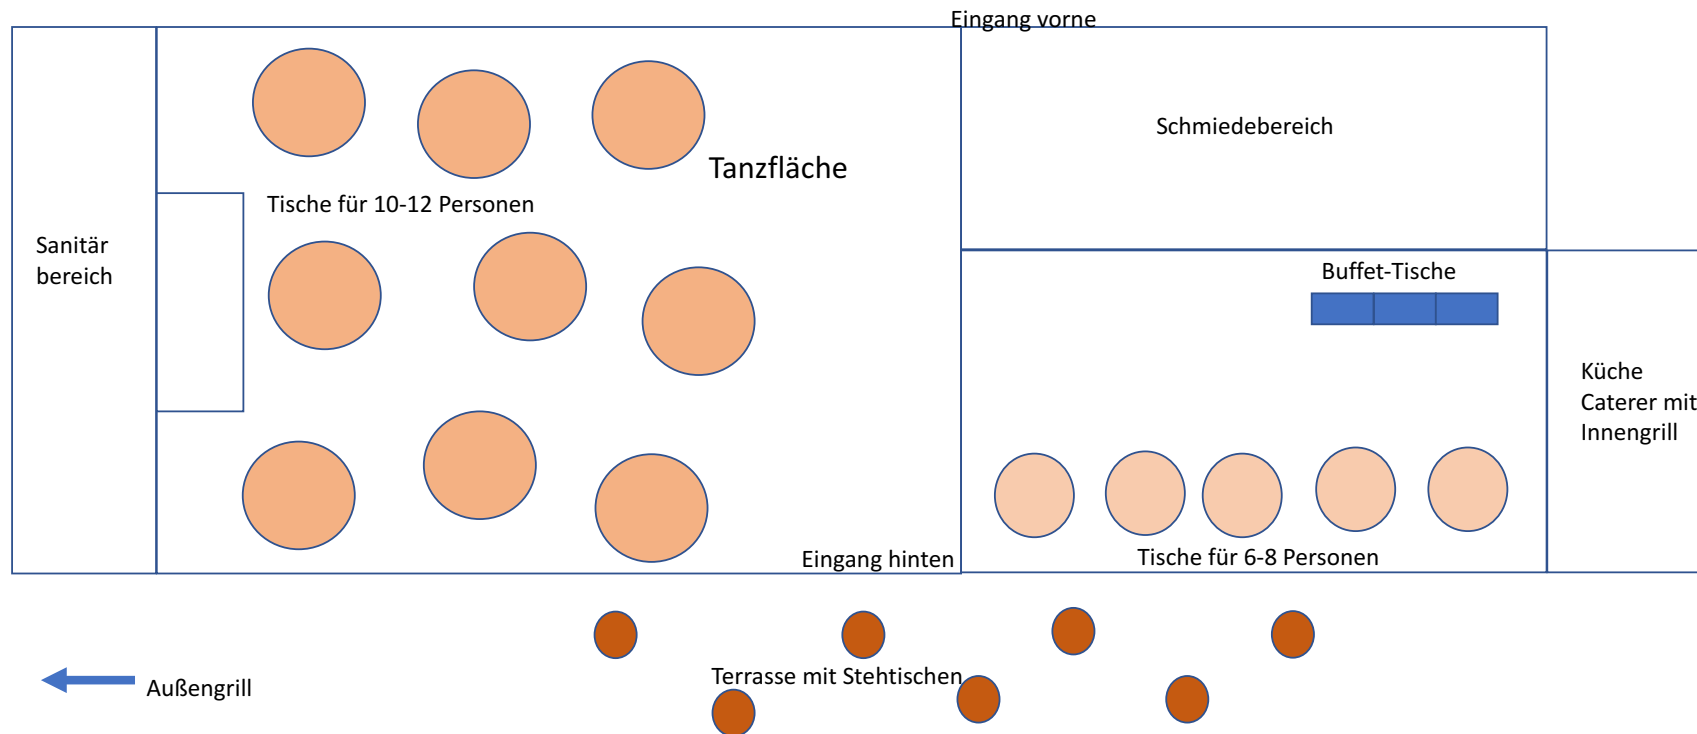 Eingang vorne
Schmiedebereich
Tanzfläche
Tische für 10-12 Personen
Sanitär
bereich
Buffet-Tische
Küche
Caterer mit
Innengrill
Eingang hinten
Tische für 6-8 Personen
Terrasse mit Stehtischen
Außengrill